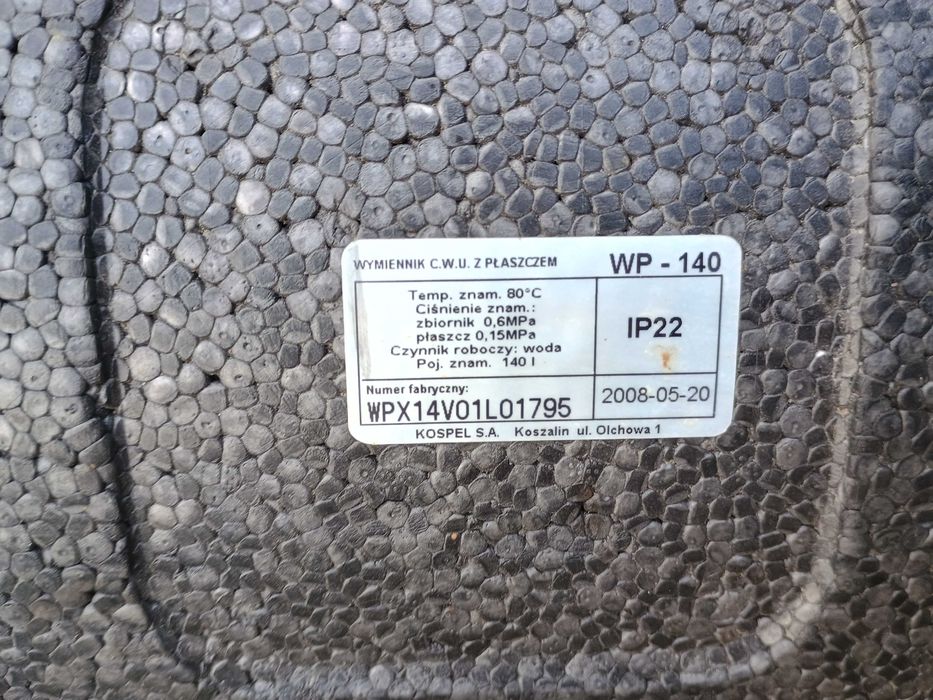 WYMIENNIK C.W.U. Z PŁASZCZEM WP - 140
Temp. znam. 80°C
Ciśnienie znam.:
zbiornik 0,6MPa
płaszcz 0,15MPa
Czynnik roboczy: woda
Poj. znam. 140 l
IP22
Numer fabryczny:
WPX14V01L01795
2008-05-20
KOSPEL S.A. Koszalin ul. Olchowa 1